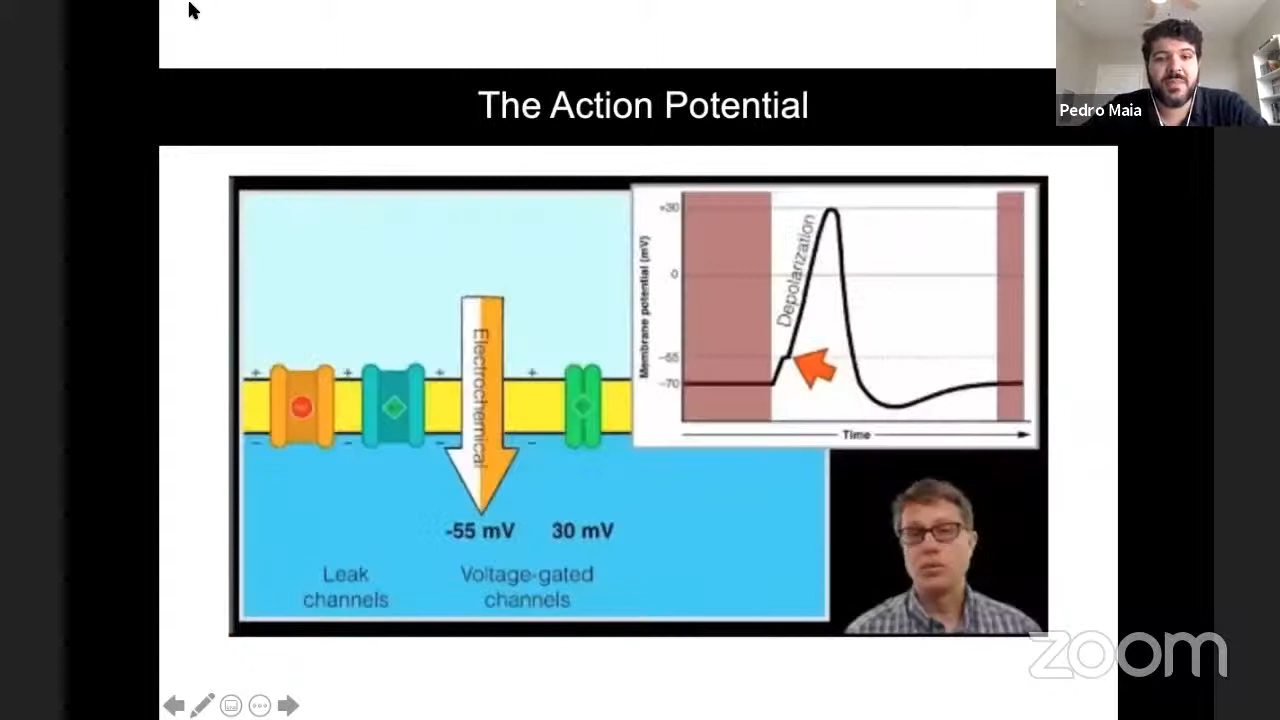 The Action Potential
Pedro Maia
+30
0
-55
-70
Membrane potential (mV)
Depolarization
Time
+ + + +
Electrochemical
- - - -
-55 mV 30 mV
Leak
channels
Voltage-gated
channels
zoom